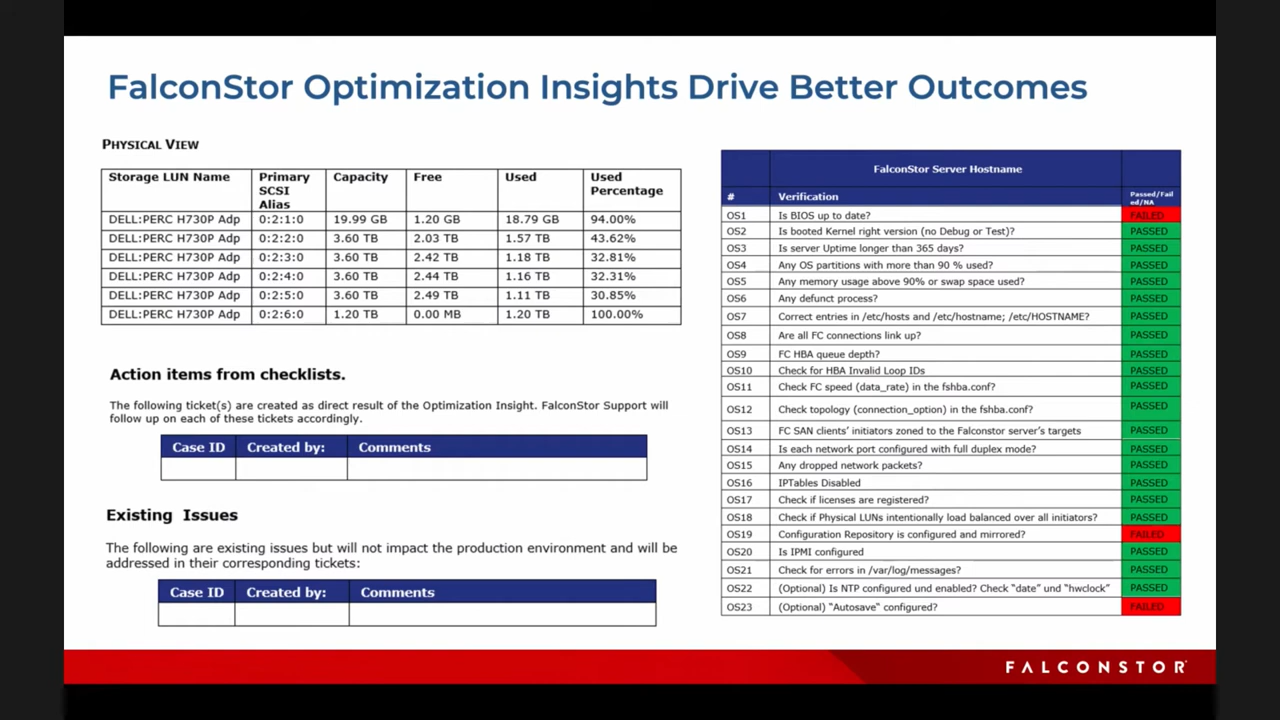 FalconStor Optimization Insights Drive Better Outcomes
PHYSICAL VIEW
Storage LUN Name Primary SCSI Alias Capacity Free Used Used Percentage
DELL:PERC H730P Adp 0:2:1:0 19.99 GB 1.20 GB 18.79 GB 94.00%
DELL:PERC H730P Adp 0:2:2:0 3.60 TB 2.03 TB 1.57 TB 43.62%
DELL:PERC H730P Adp 0:2:3:0 3.60 TB 2.42 TB 1.18 TB 32.81%
DELL:PERC H730P Adp 0:2:4:0 3.60 TB 2.44 TB 1.16 TB 32.31%
DELL:PERC H730P Adp 0:2:5:0 3.60 TB 2.49 TB 1.11 TB 30.85%
DELL:PERC H730P Adp 0:2:6:0 1.20 TB 0.00 MB 1.20 TB 100.00%
Action items from checklists.
The following ticket(s) are created as direct result of the Optimization Insight. FalconStor Support will
follow up on each of these tickets accordingly.
Case ID Created by: Comments
Existing Issues
The following are existing issues but will not impact the production environment and will be
addressed in their corresponding tickets:
Case ID Created by: Comments
FalconStor Server Hostname
# Verification Passed/Failed/NA
OS1 Is BIOS up to date? FAILED
OS2 Is booted Kernel right version (no Debug or Test)? PASSED
OS3 Is server Uptime longer than 365 days? PASSED
OS4 Any OS partitions with more than 90 % used? PASSED
OS5 Any memory usage above 90% or swap space used? PASSED
OS6 Any defunct process? PASSED
OS7 Correct entries in /etc/hosts and /etc/hostname; /etc/HOSTNAME? PASSED
OS8 Are all FC connections link up? PASSED
OS9 FC HBA queue depth? PASSED
OS10 Check for HBA Invalid Loop IDs PASSED
OS11 Check FC speed (data_rate) in the fshba.conf? PASSED
OS12 Check topology (connection_option) in the fshba.conf? PASSED
OS13 FC SAN clients' initiators zoned to the Falconstor server's targets PASSED
OS14 Is each network port configured with full duplex mode? PASSED
OS15 Any dropped network packets? PASSED
OS16 IPTables Disabled PASSED
OS17 Check if licenses are registered? PASSED
OS18 Check if Physical LUNs intentionally load balanced over all initiators? PASSED
OS19 Configuration Repository is configured and mirrored? FAILED
OS20 Is IPMI configured PASSED
OS21 Check for errors in /var/log/messages? PASSED
OS22 (Optional) Is NTP configured und enabled? Check "date" und "hwclock" PASSED
OS23 (Optional) "Autosave" configured? FAILED
FALCONSTOR